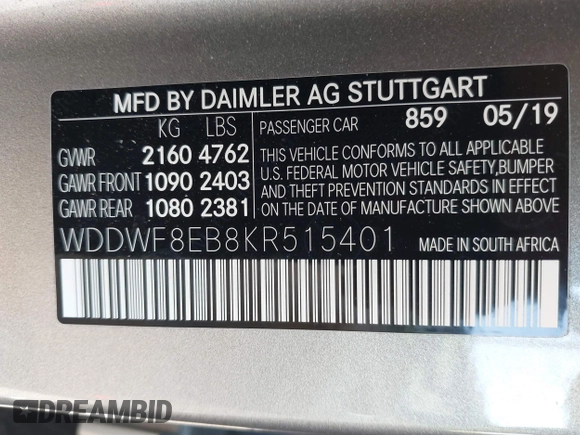 MFD BY DAIMLER AG STUTTGART
KG LBS PASSENGER CAR 859 05/19
GVWR 2160 4762 THIS VEHICLE CONFORMS TO ALL APPLICABLE
GAWR FRONT 1090 2403 U.S. FEDERAL MOTOR VEHICLE SAFETY, BUMPER
GAWR REAR 1080 2381 AND THEFT PREVENTION STANDARDS IN EFFECT
ON THE DATE OF MANUFACTURE SHOWN ABOVE
WDDWF8EB8KR515401 MADE IN SOUTH AFRICA
DREAMBID